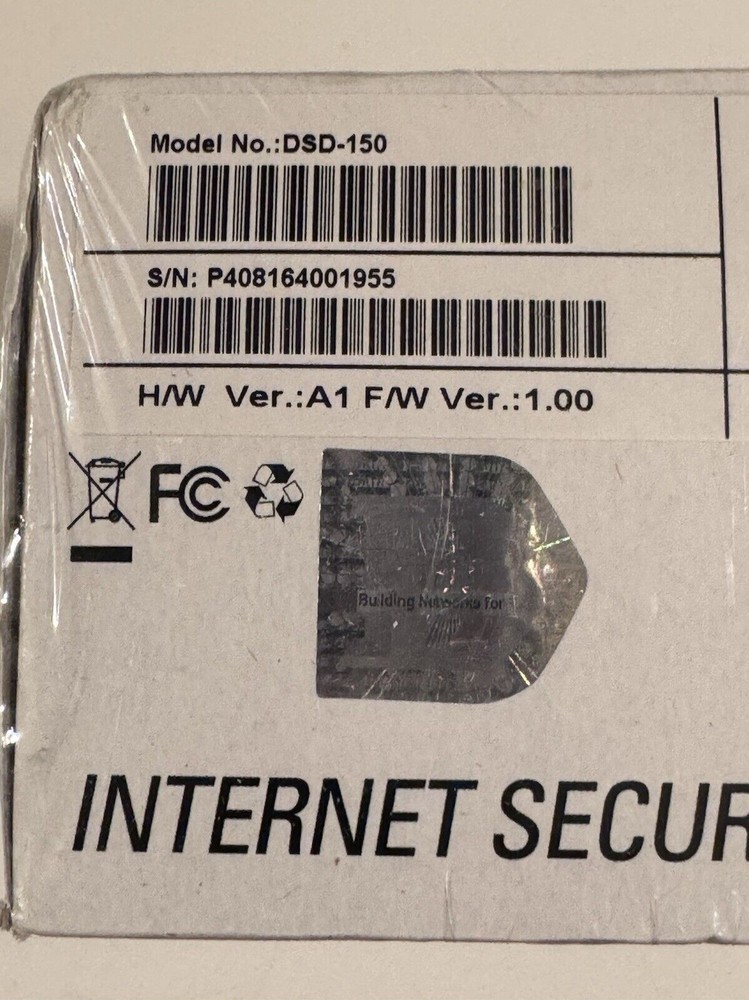 Model No.:DSD-150
S/N: P408164001955
H/W Ver.:A1 F/W Ver.:1.00
FC
Building Networks for
INTERNET SECUR